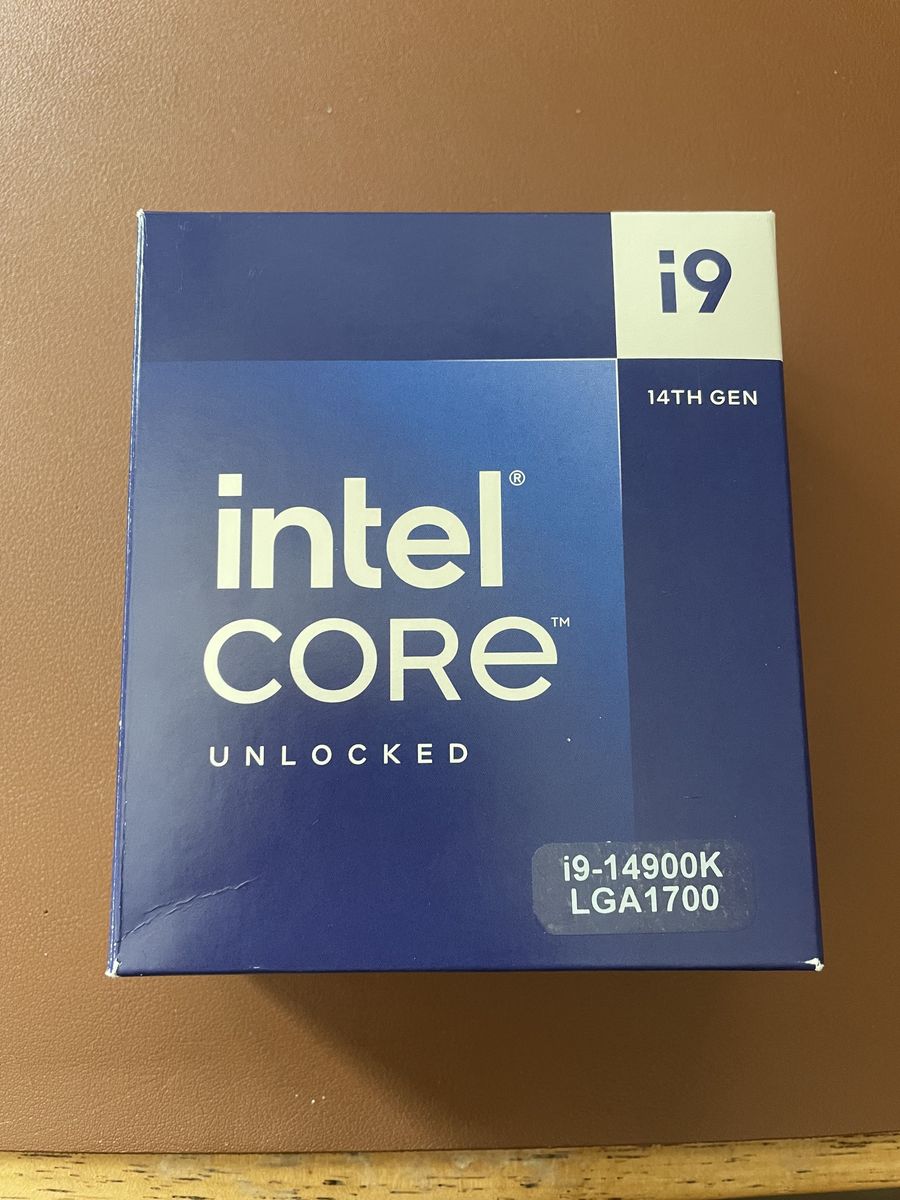 i9
14TH GEN
intel®
CORe™
UNLOCKED
i9-14900K
LGA1700